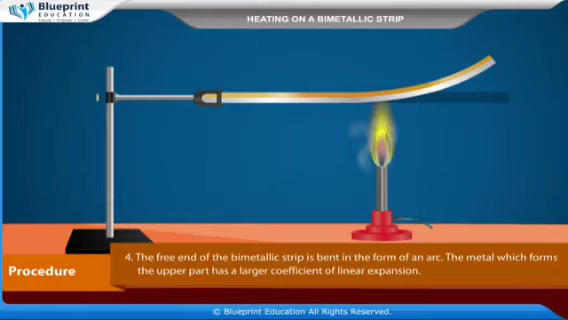 Blueprint
EDUCATION
HEATING ON A BIMETALLIC STRIP
Procedure
4. The free end of the bimetallic strip is bent in the form of an arc. The metal which forms
the upper part has a larger coefficient of linear expansion.
© Blueprint Education All Rights Reserved.